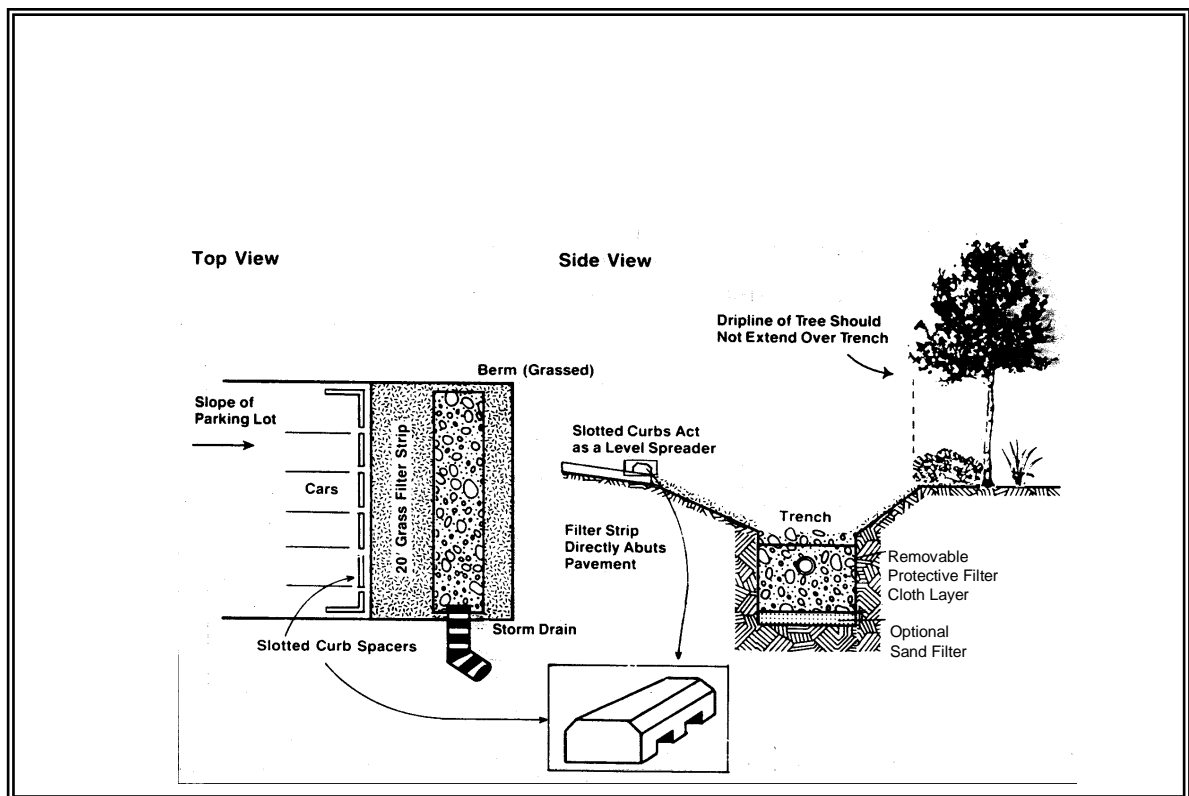 Top View
Side View
Dripline of Tree Should
Not Extend Over Trench
Berm (Grassed)
Slope of
Parking Lot
Slotted Curbs Act
as a Level Spreader
Cars
20' Grass Filter Strip
Trench
Filter Strip
Directly Abuts
Pavement
Removable
Protective Filter
Cloth Layer
Storm Drain
Optional
Sand Filter
Slotted Curb Spacers